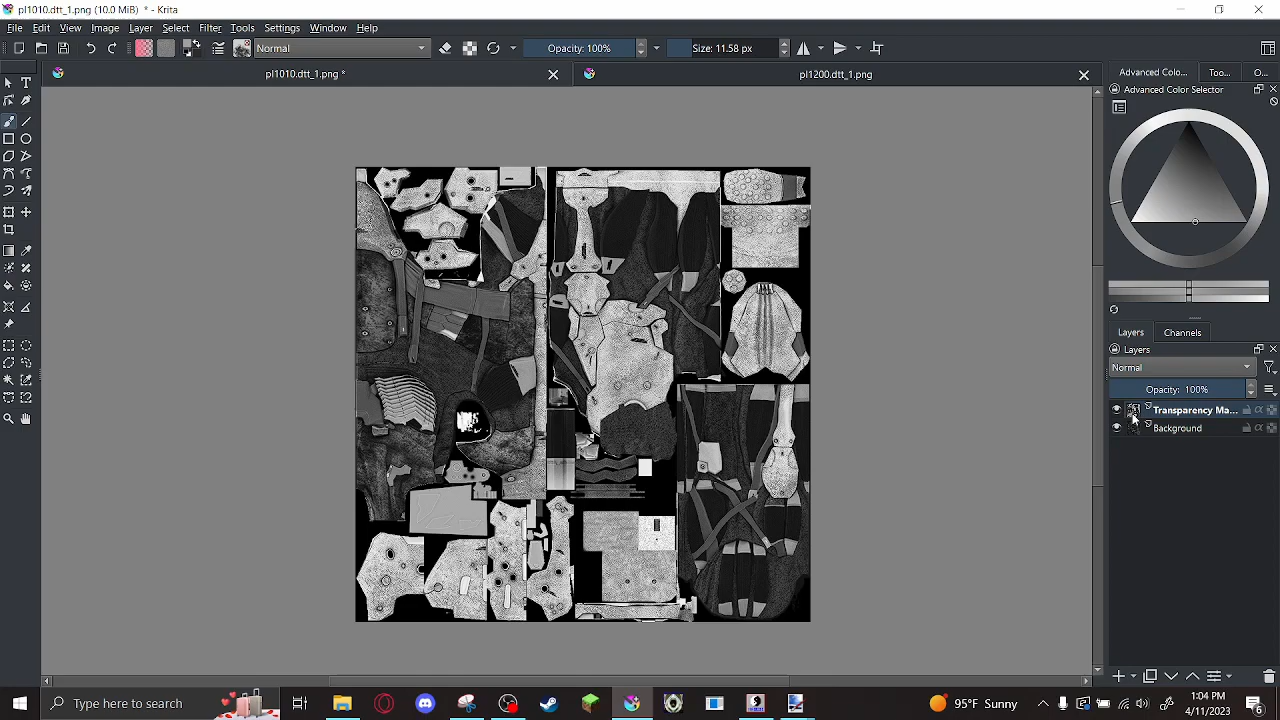 pl1010.dtt_1.png (10.0 MiB) * - Krita
File Edit View Image Layer Select Filter Tools Settings Window Help
Normal Opacity: 100% Size: 11.58 px
pl1010.dtt_1.png * pl1200.dtt_1.png
Advanced Colo... Too... O...
Advanced Color Selector
Layers Channels
Layers
Normal
Opacity: 100%
Transparency Ma...
Background
Type here to search
95°F Sunny
1:04 PM
4/11/2023
6